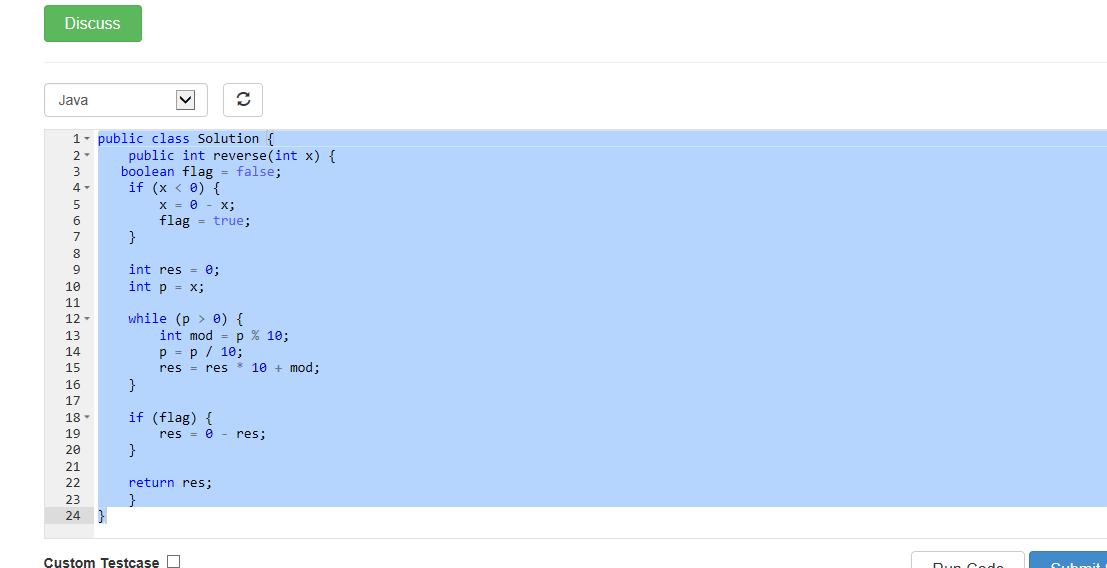 Discuss
Java
1 public class Solution {
2     public int reverse(int x) {
3    boolean flag = false;
4     if (x < 0) {
5         x = 0 - x;
6         flag = true;
7     }
8
9     int res = 0;
10     int p = x;
11
12     while (p > 0) {
13         int mod = p % 10;
14         p = p / 10;
15         res = res * 10 + mod;
16     }
17
18     if (flag) {
19         res = 0 - res;
20     }
21
22     return res;
23     }
24 }
Custom Testcase
Run Code Submit